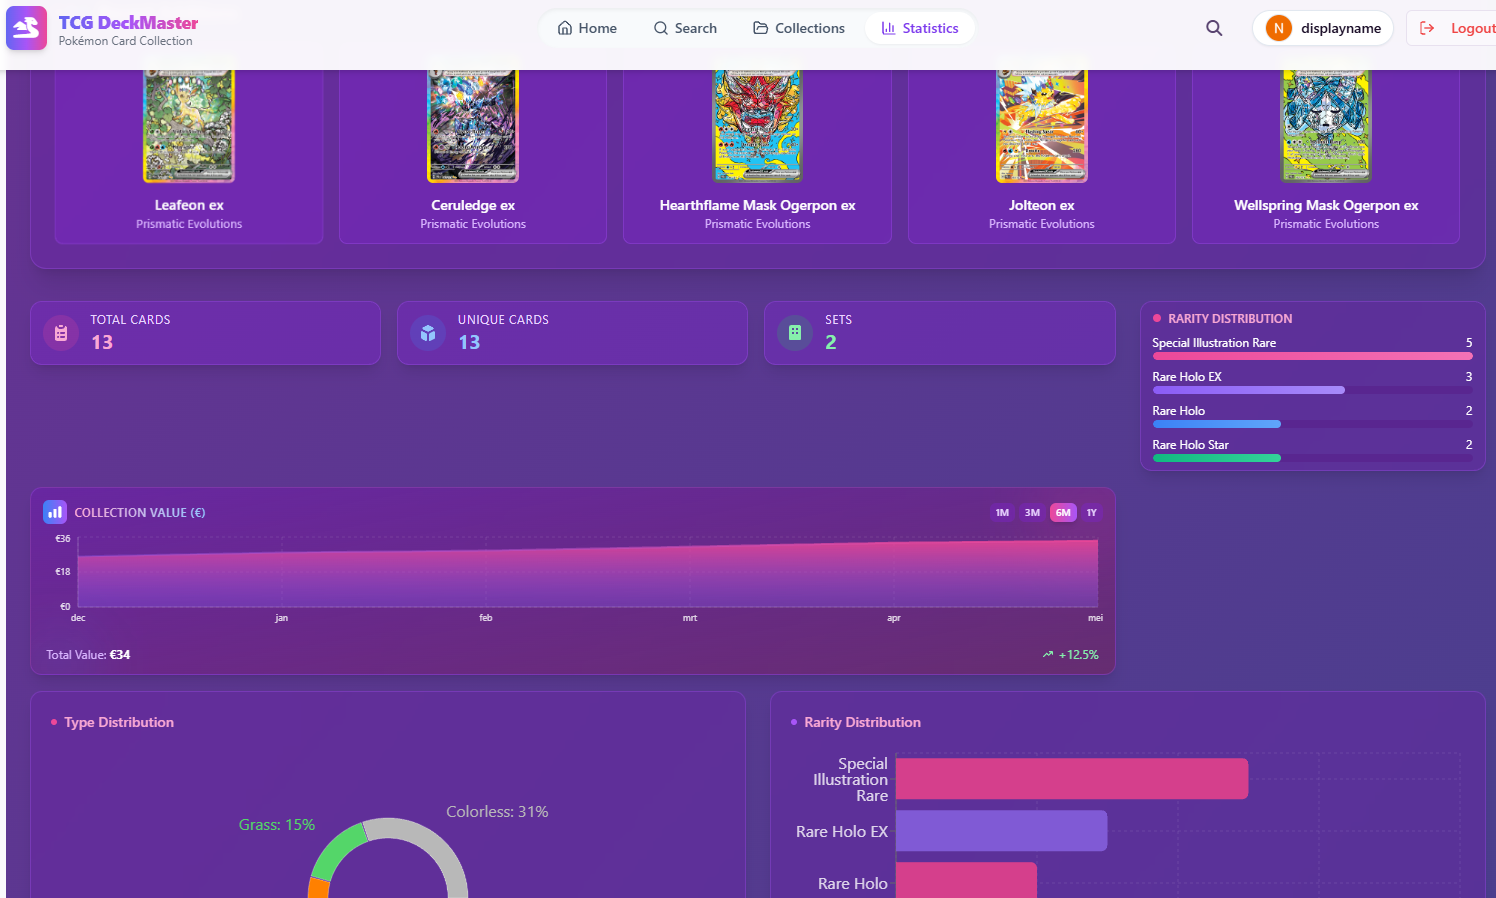 TCG DeckMaster
Pokémon Card Collection
Home
Search
Collections
Statistics
N
displayname
Logout
Leafeon ex
Prismatic Evolutions
Ceruledge ex
Prismatic Evolutions
Hearthflame Mask Ogerpon ex
Prismatic Evolutions
Jolteon ex
Prismatic Evolutions
Wellspring Mask Ogerpon ex
Prismatic Evolutions
TOTAL CARDS
13
UNIQUE CARDS
13
SETS
2
RARITY DISTRIBUTION
Special Illustration Rare 5
Rare Holo EX 3
Rare Holo 2
Rare Holo Star 2
COLLECTION VALUE (€)
1M 3M 6M 1Y
€36
€18
€0
dec jan feb mrt apr mei
Total Value: €34
+12.5%
Type Distribution
Colorless: 31%
Grass: 15%
Rarity Distribution
Special
Illustration
Rare
Rare Holo EX
Rare Holo